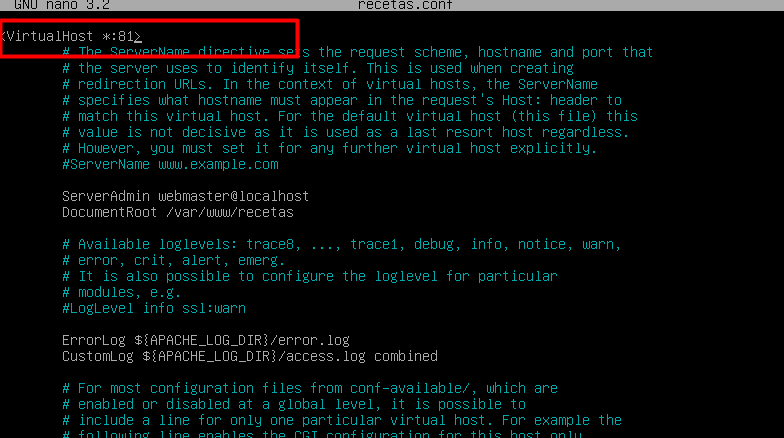 GNU nano 3.2 recetas.conf
<VirtualHost *:81>
# The ServerName directive sets the request scheme, hostname and port that
# the server uses to identify itself. This is used when creating
# redirection URLs. In the context of virtual hosts, the ServerName
# specifies what hostname must appear in the request's Host: header to
# match this virtual host. For the default virtual host (this file) this
# value is not decisive as it is used as a last resort host regardless.
# However, you must set it for any further virtual host explicitly.
#ServerName www.example.com
ServerAdmin webmaster@localhost
DocumentRoot /var/www/recetas
# Available loglevels: trace8, ..., trace1, debug, info, notice, warn,
# error, crit, alert, emerg.
# It is also possible to configure the loglevel for particular
# modules, e.g.
#LogLevel info ssl:warn
ErrorLog ${APACHE_LOG_DIR}/error.log
CustomLog ${APACHE_LOG_DIR}/access.log combined
# For most configuration files from conf-available/, which are
# enabled or disabled at a global level, it is possible to
# include a line for only one particular virtual host. For example the
# following line enables the CGI configuration for this host only